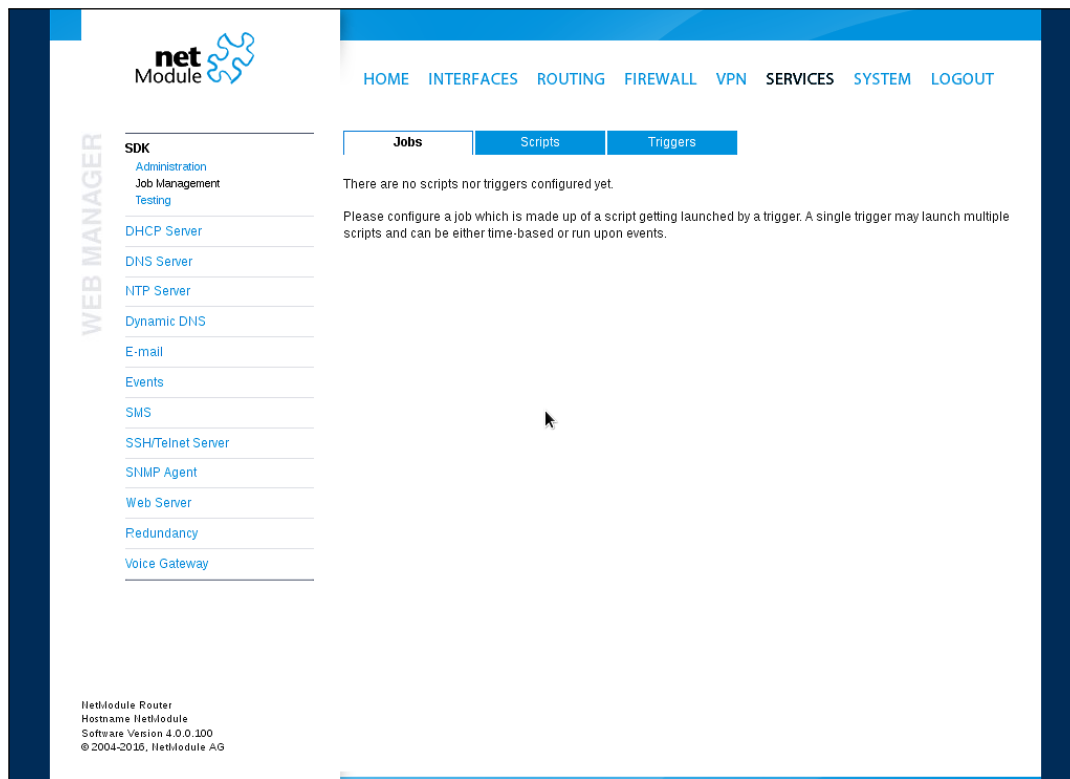 net
Module
HOME INTERFACES ROUTING FIREWALL VPN SERVICES SYSTEM LOGOUT
WEB MANAGER
SDK
Administration
Job Management
Testing
DHCP Server
DNS Server
NTP Server
Dynamic DNS
E-mail
Events
SMS
SSH/Telnet Server
SNMP Agent
Web Server
Redundancy
Voice Gateway
Jobs Scripts Triggers
There are no scripts nor triggers configured yet.
Please configure a job which is made up of a script getting launched by a trigger. A single trigger may launch multiple
scripts and can be either time-based or run upon events.
NetModule Router
Hostname NetModule
Software Version 4.0.0.100
© 2004-2016, NetModule AG